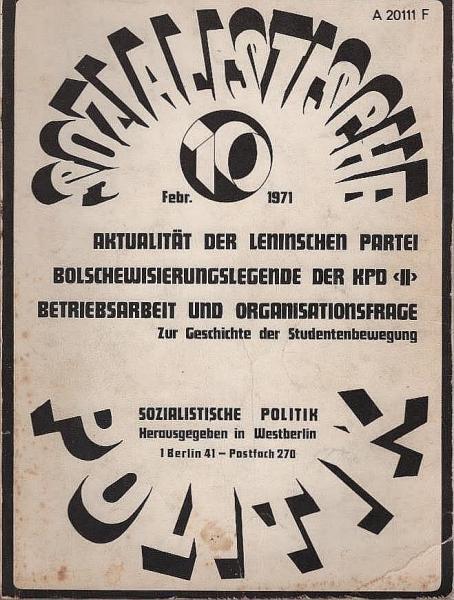 A 20111 F
SOZIALISTISCHE
10
Febr. 1971
AKTUALITÄT DER LENINSCHEN PARTEI
BOLSCHEWISIERUNGSLEGENDE DER KPD <II>
BETRIEBSARBEIT UND ORGANISATIONSFRAGE
Zur Geschichte der Studentenbewegung
SOZIALISTISCHE POLITIK
Herausgegeben in Westberlin
1 Berlin 41 – Postfach 270
POLITIK